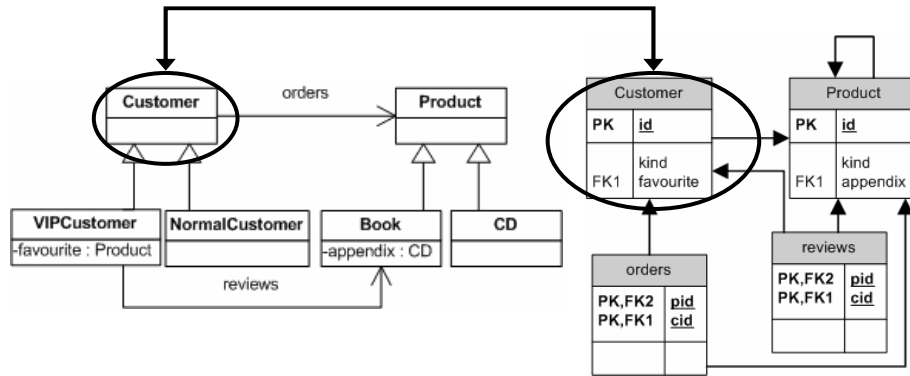 Customer
orders
Product
VIPCustomer
-favourite : Product
NormalCustomer
Book
-appendix : CD
CD
reviews
Customer
PK id
kind
FK1 favourite
Product
PK id
kind
FK1 appendix
orders
PK,FK2 pid
PK,FK1 cid
reviews
PK,FK2 pid
PK,FK1 cid